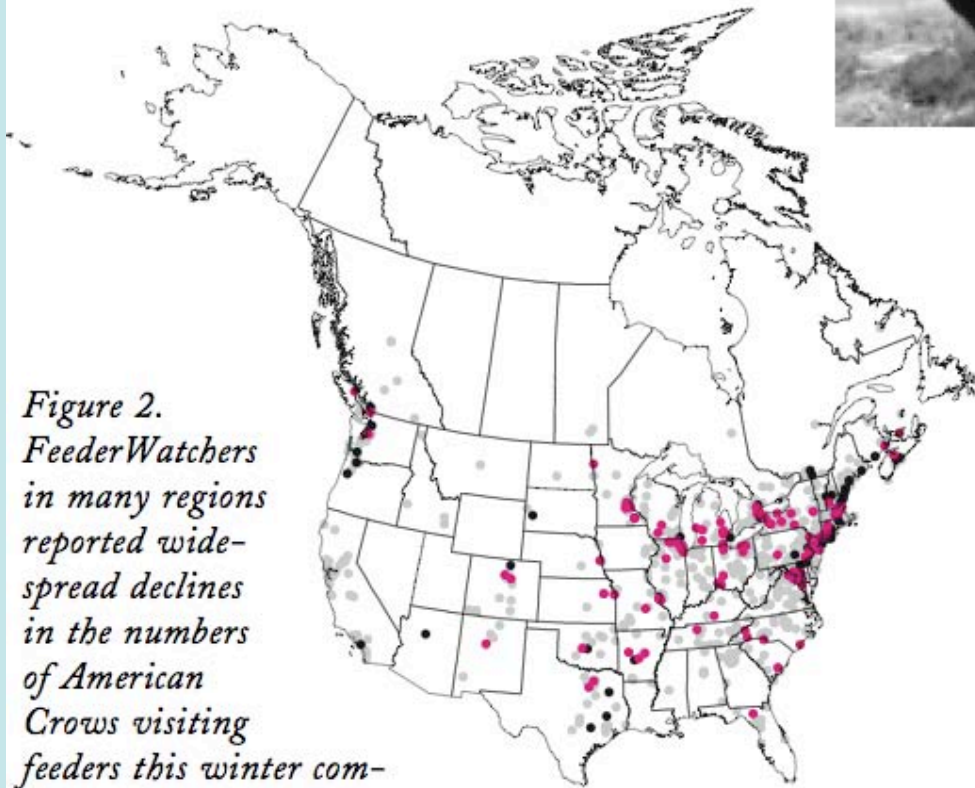 Figure 2.
FeederWatchers
in many regions
reported wide-
spread declines
in the numbers
of American
Crows visiting
feeders this winter com-